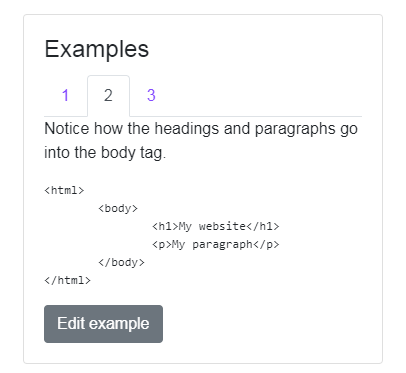 Examples
1 2 3
Notice how the headings and paragraphs go
into the body tag.
<html>
<body>
<h1>My website</h1>
<p>My paragraph</p>
</body>
</html>
Edit example